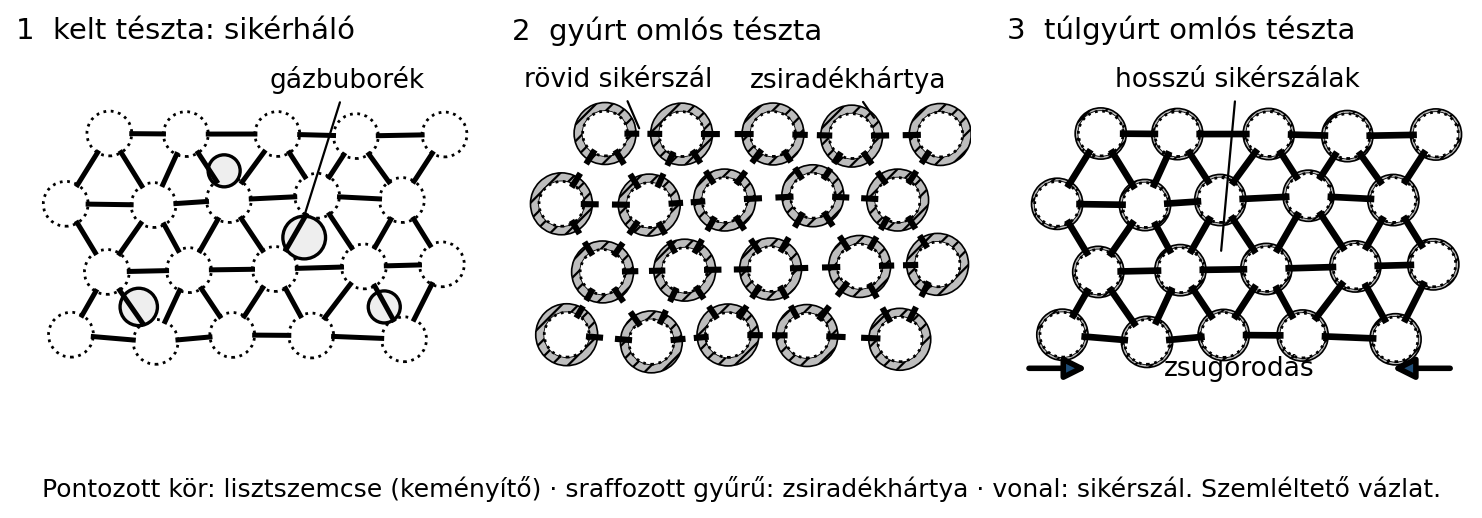 1 kelt tészta: sikérháló
gázbuborék
2 gyúrt omlós tészta
rövid sikérszál zsiradékhártya
3 túlgyúrt omlós tészta
hosszú sikérszálak
zsugorodás
Pontozott kör: lisztszemcse (keményítő) · sraffozott gyűrű: zsiradékhártya · vonal: sikérszál. Szemléltető vázlat.